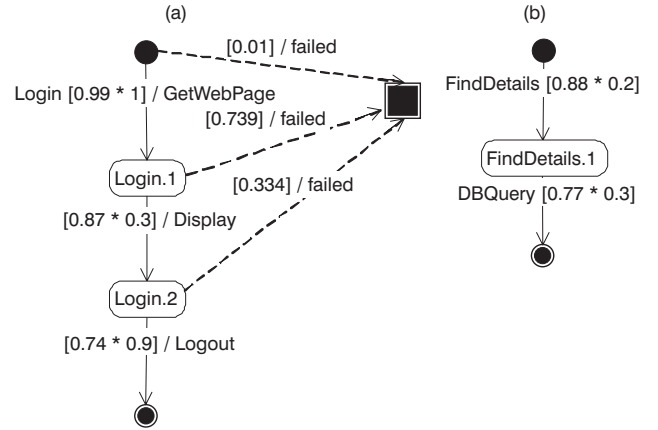 (a)
(b)
[0.01] / failed
Login [0.99 * 1] / GetWebPage
FindDetails [0.88 * 0.2]
[0.739] / failed
Login.1
FindDetails.1
[0.334] / failed
DBQuery [0.77 * 0.3]
[0.87 * 0.3] / Display
Login.2
[0.74 * 0.9] / Logout